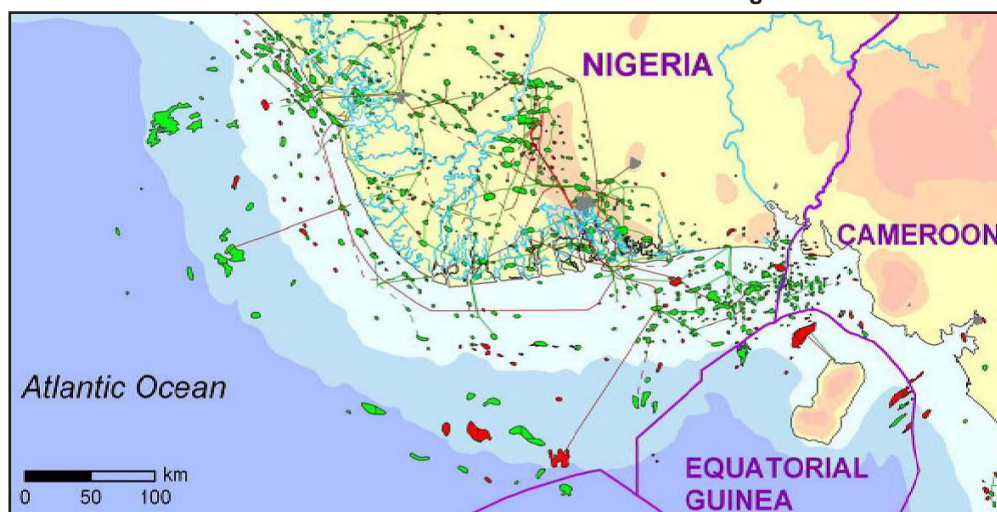 NIGERIA
CAMEROON
Atlantic Ocean
km
0 50 100
EQUATORIAL
GUINEA